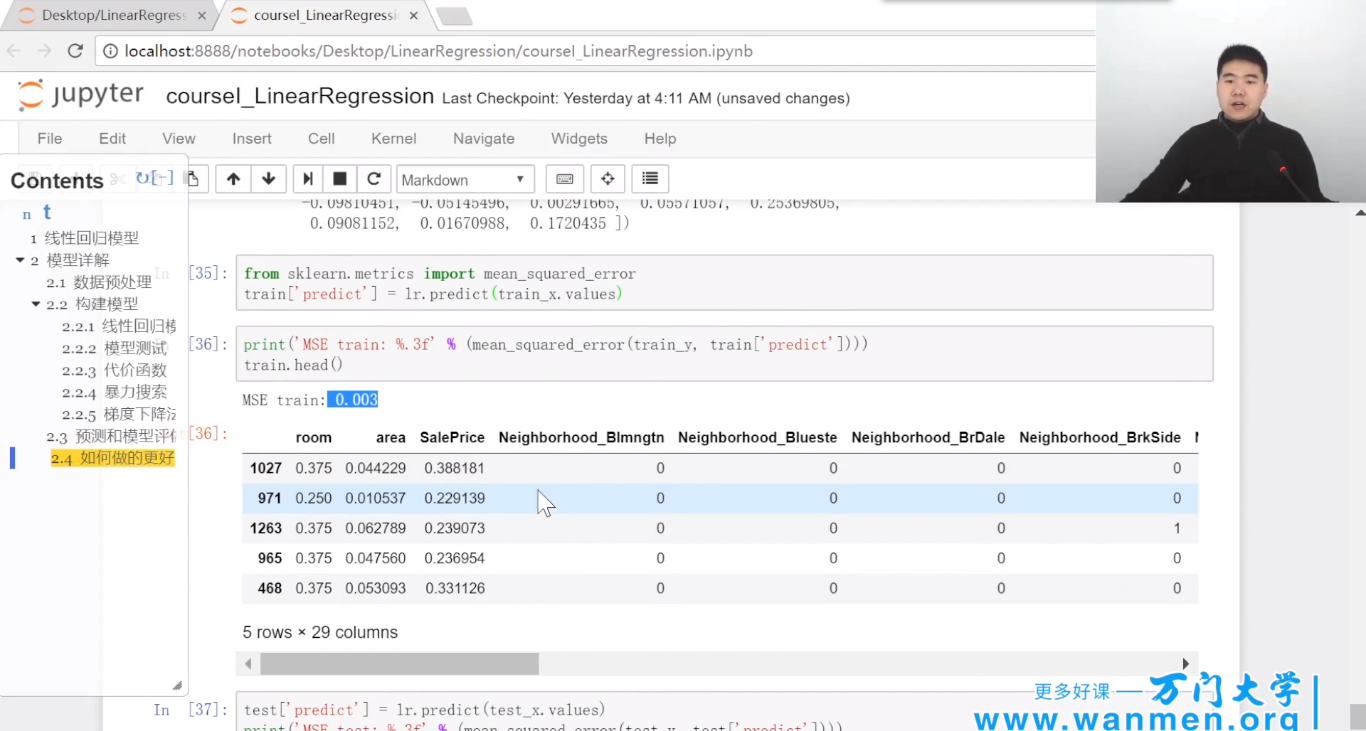 Desktop/LinearRegress
coursel_LinearRegressi
localhost:8888/notebooks/Desktop/LinearRegression/coursel_LinearRegression.ipynb
jupyter coursel_LinearRegression Last Checkpoint: Yesterday at 4:11 AM (unsaved changes)
File Edit View Insert Cell Kernel Navigate Widgets Help
Markdown
Contents [-]
n t
1 线性回归模型
2 模型详解
2.1 数据预处理
2.2 构建模型
2.2.1 线性回归模
2.2.2 模型测试
2.2.3 代价函数
2.2.4 暴力搜索
2.2.5 梯度下降法
2.3 预测和模型评估
2.4 如何做的更好
-0.09810451, -0.05145496, 0.00291665, 0.05571057, 0.25369805,
0.09081152, 0.01670988, 0.1720435 ])
In [35]: from sklearn.metrics import mean_squared_error
train['predict'] = lr.predict(train_x.values)
[36]: print('MSE train: %.3f' % (mean_squared_error(train_y, train['predict'])))
train.head()
MSE train: 0.003
[36]:
room area SalePrice Neighborhood_Blmngtn Neighborhood_Blueste Neighborhood_BrDale Neighborhood_BrkSide
1027 0.375 0.044229 0.388181 0 0 0 0
971 0.250 0.010537 0.229139 0 0 0 0
1263 0.375 0.062789 0.239073 0 0 0 1
965 0.375 0.047560 0.236954 0 0 0 0
468 0.375 0.053093 0.331126 0 0 0 0
5 rows × 29 columns
In [37]: test['predict'] = lr.predict(test_x.values)
print('MSE test: %.3f' % (mean_squared_error(test_y, test['predict'])))
更多好课 — 万门大学
www.wanmen.org